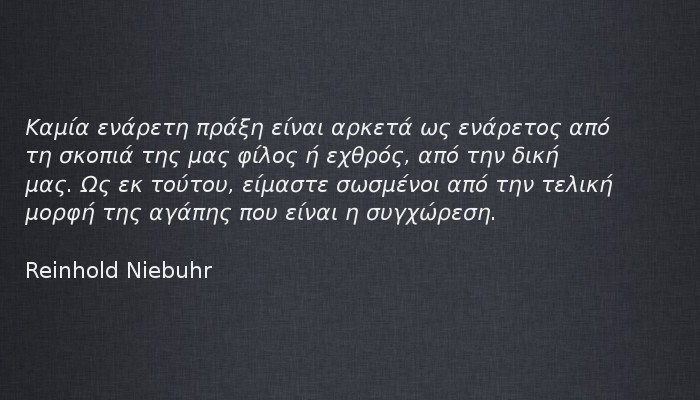 Καμία ενάρετη πράξη είναι αρκετά ως ενάρετος από
τη σκοπιά της μας φίλος ή εχθρός, από την δική
μας. Ως εκ τούτου, είμαστε σωσμένοι από την τελική
μορφή της αγάπης που είναι η συγχώρεση.
Reinhold Niebuhr